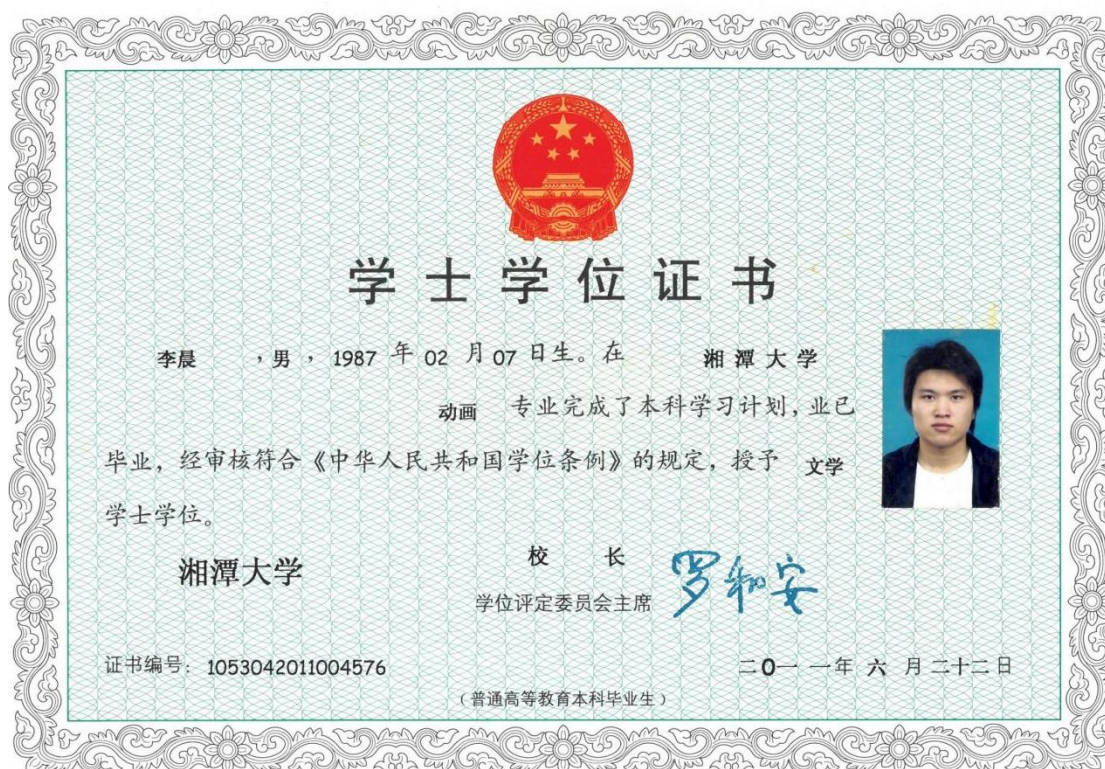 学士学位证书
李晨 ,男,1987 年 02 月 07 日生。在 湘潭大学
动画 专业完成了本科学习计划,业已
毕业,经审核符合《中华人民共和国学位条例》的规定,授予 文学
学士学位。
湘潭大学
校 长 罗和安
学位评定委员会主席
证书编号:1053042011004576
二0一一年 六 月 二十二 日
(普通高等教育本科毕业生)